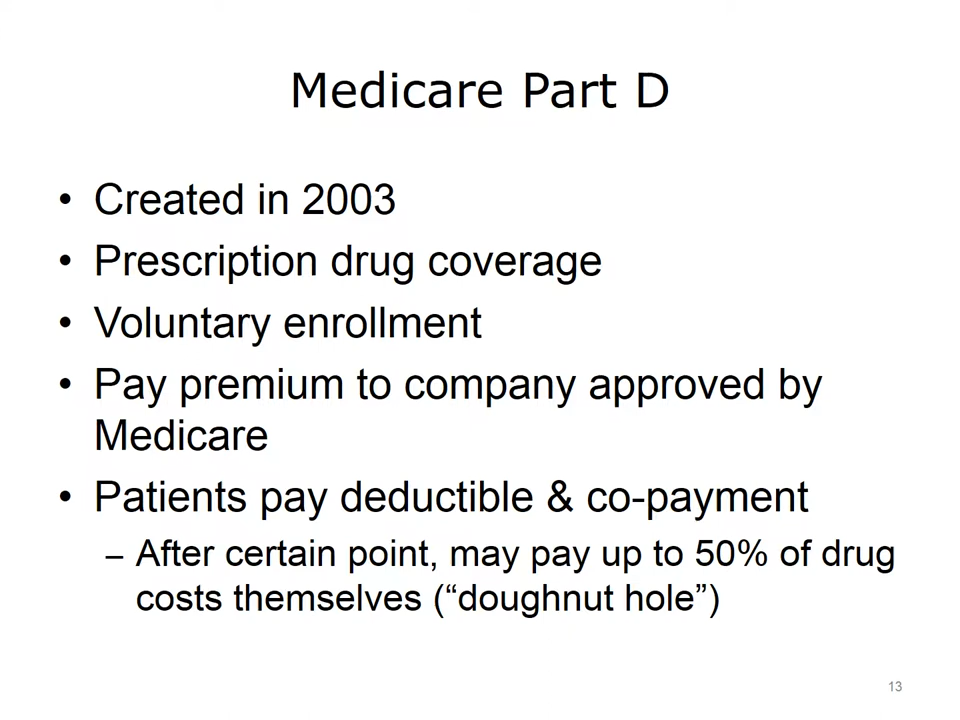 Medicare Part D
• Created in 2003
• Prescription drug coverage
• Voluntary enrollment
• Pay premium to company approved by
Medicare
• Patients pay deductible & co-payment
– After certain point, may pay up to 50% of drug
costs themselves (“doughnut hole”)
13